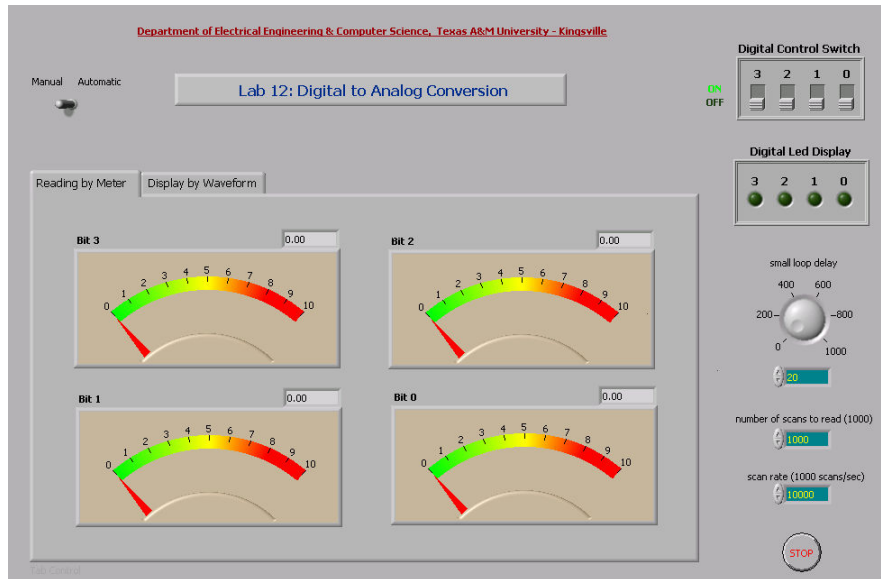 Department of Electrical Engineering & Computer Science, Texas A&M University - Kingsville
Manual Automatic
Lab 12: Digital to Analog Conversion
Digital Control Switch
3 2 1 0
ON
OFF
Digital Led Display
3 2 1 0
Reading by Meter
Display by Waveform
Bit 3
0.00
0 1 2 3 4 5 6 7 8 9 10
Bit 2
0.00
0 1 2 3 4 5 6 7 8 9 10
Bit 1
0.00
0 1 2 3 4 5 6 7 8 9 10
Bit 0
0.00
0 1 2 3 4 5 6 7 8 9 10
small loop delay
400 600
200 800
0 1000
20
number of scans to read (1000)
1000
scan rate (1000 scans/sec)
10000
STOP
Tab Control